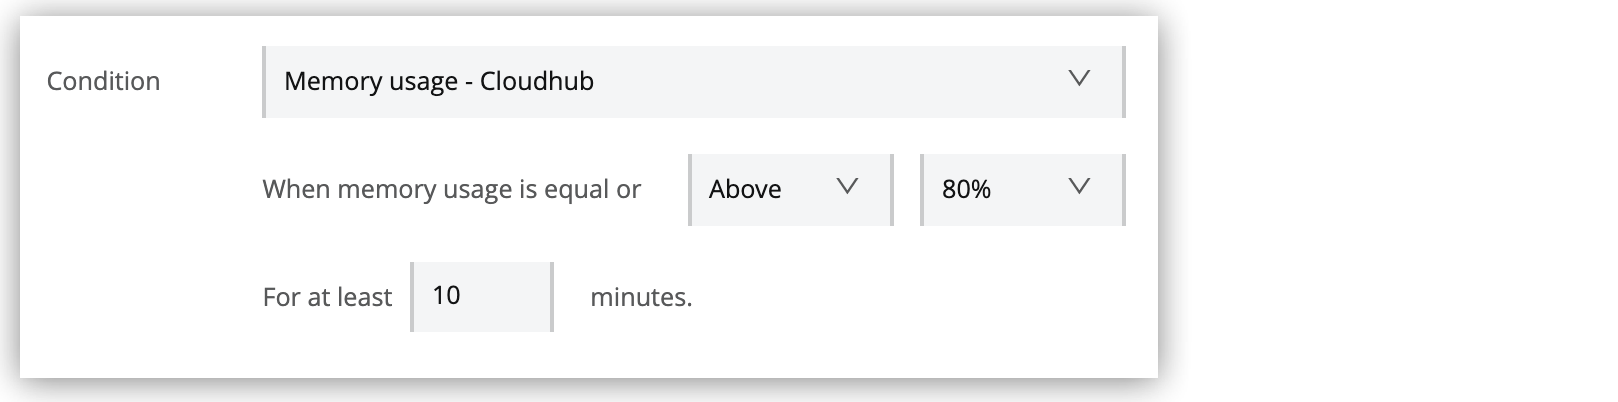 Condition Memory usage - Cloudhub
When memory usage is equal or Above 80%
For at least 10 minutes.